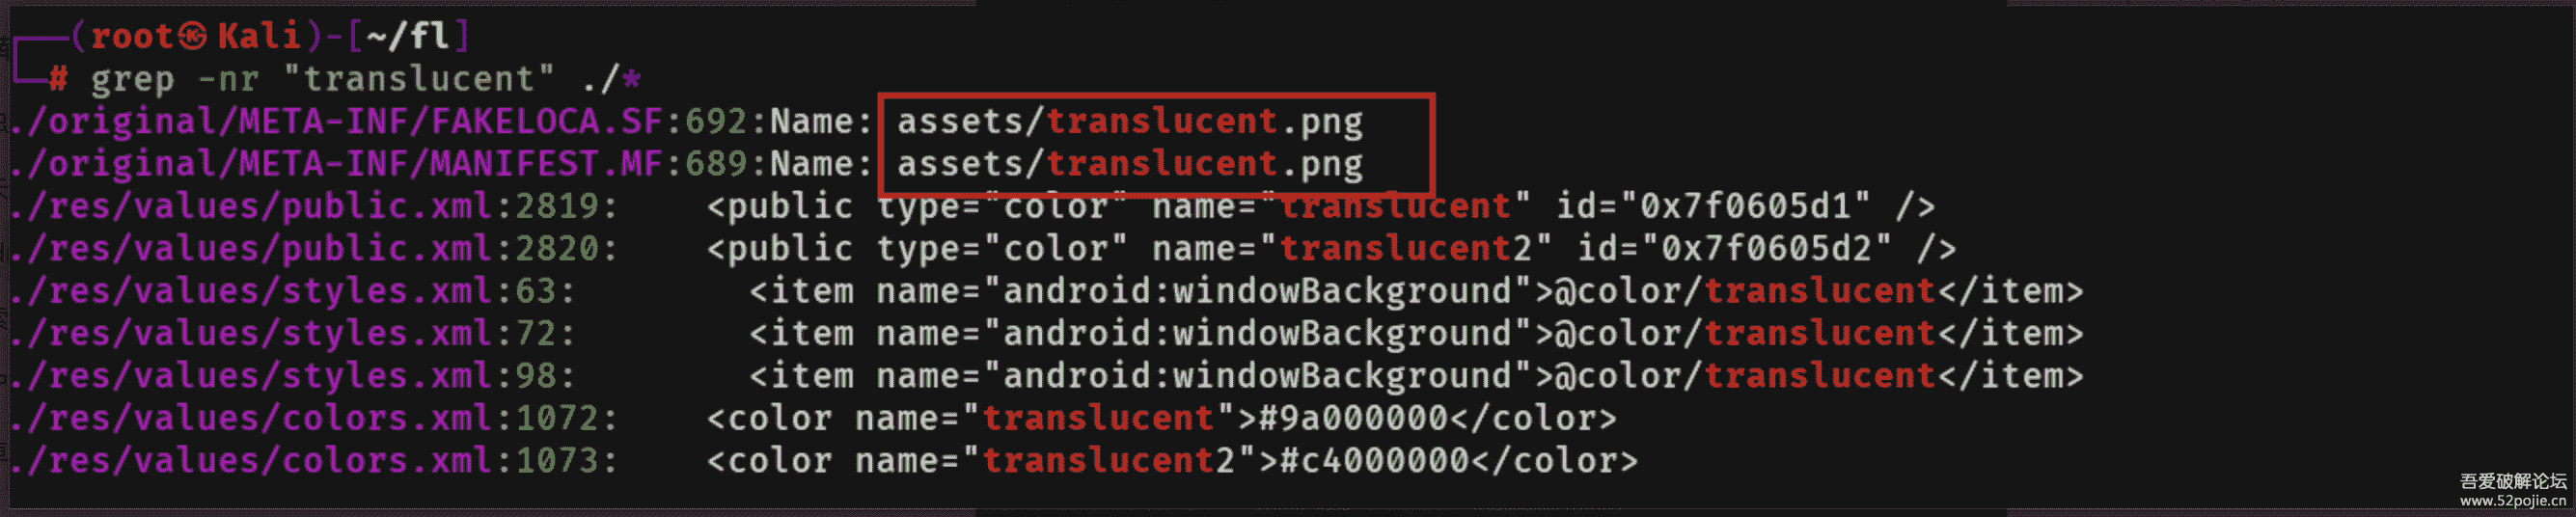 (root㉿Kali)-[~/fl]
# grep -nr "translucent" ./*
./original/META-INF/FAKELOCA.SF:692:Name: assets/translucent.png
./original/META-INF/MANIFEST.MF:689:Name: assets/translucent.png
./res/values/public.xml:2819:    <public type="color" name="translucent" id="0x7f0605d1" />
./res/values/public.xml:2820:    <public type="color" name="translucent2" id="0x7f0605d2" />
./res/values/styles.xml:63:        <item name="android:windowBackground">@color/translucent</item>
./res/values/styles.xml:72:        <item name="android:windowBackground">@color/translucent</item>
./res/values/styles.xml:98:        <item name="android:windowBackground">@color/translucent</item>
./res/values/colors.xml:1072:    <color name="translucent">#9a000000</color>
./res/values/colors.xml:1073:    <color name="translucent2">#c4000000</color>
吾爱破解论坛
www.52pojie.cn